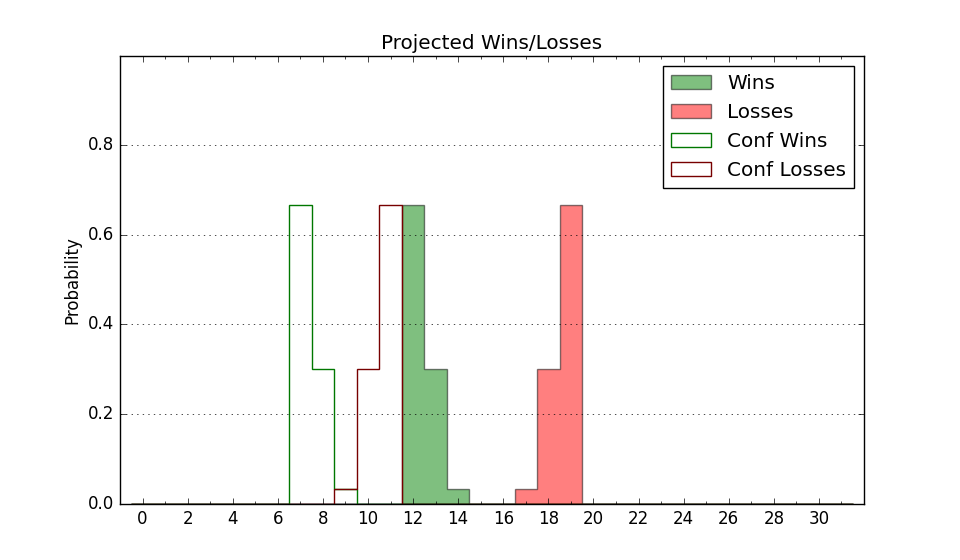 Projected Wins/Losses
Wins
Losses
Conf Wins
Conf Losses
Probability
0.8
0.6
0.4
0.2
0.0
0 2 4 6 8 10 12 14 16 18 20 22 24 26 28 30